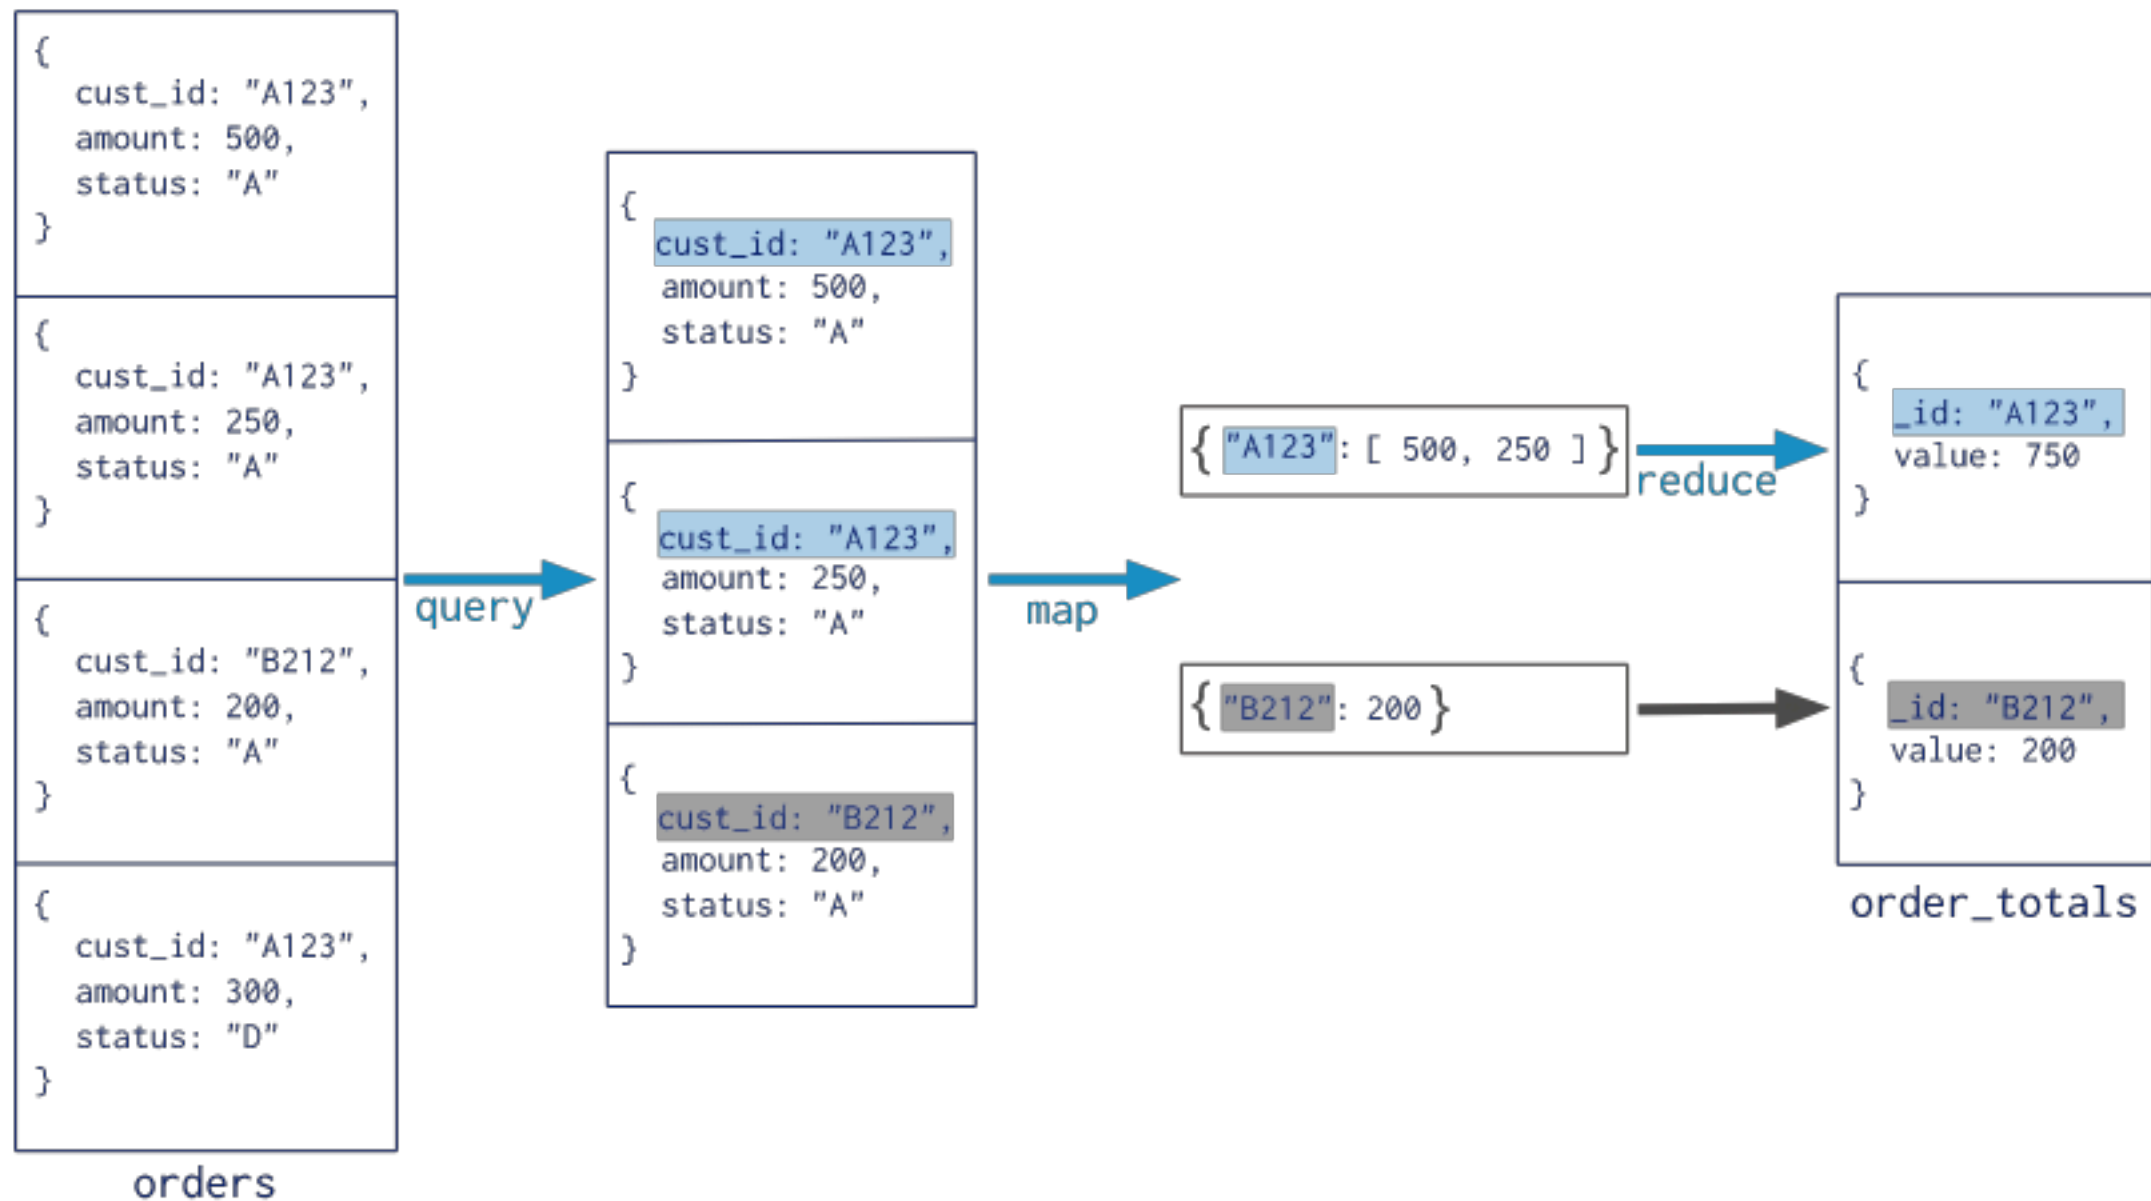 {
cust_id: "A123",
amount: 500,
status: "A"
}
{
cust_id: "A123",
amount: 250,
status: "A"
}
{
cust_id: "B212",
amount: 200,
status: "A"
}
{
cust_id: "A123",
amount: 300,
status: "D"
}
orders
query
{
cust_id: "A123",
amount: 500,
status: "A"
}
{
cust_id: "A123",
amount: 250,
status: "A"
}
{
cust_id: "B212",
amount: 200,
status: "A"
}
map
{ "A123": [ 500, 250 ] }
{ "B212": 200 }
reduce
{
_id: "A123",
value: 750
}
{
_id: "B212",
value: 200
}
order_totals